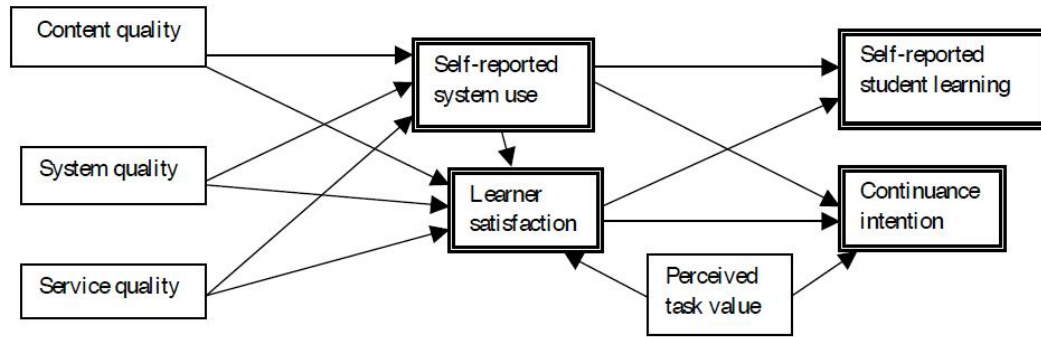 Content quality
Self-reported
system use
Self-reported
student learning
System quality
Learner
satisfaction
Continuance
intention
Service quality
Perceived
task value